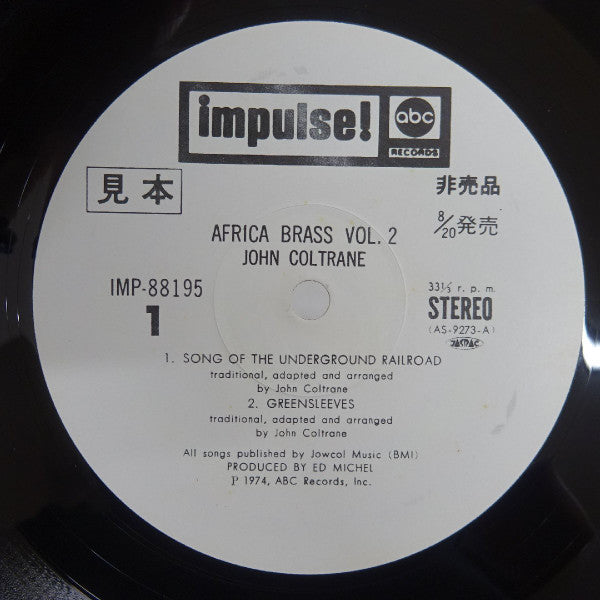 impulse!
abc
RECORDS
見本
非売品
8/20発売
AFRICA BRASS VOL. 2
JOHN COLTRANE
IMP-88195
1
33⅓ r. p. m.
STEREO
(AS-9273-A)
JASRAC
1. SONG OF THE UNDERGROUND RAILROAD
traditional, adapted and arranged
by John Coltrane
2. GREENSLEEVES
traditional, adapted and arranged
by John Coltrane
All songs published by Jowcol Music (BMI)
PRODUCED BY ED MICHEL
℗ 1974, ABC Records, Inc.